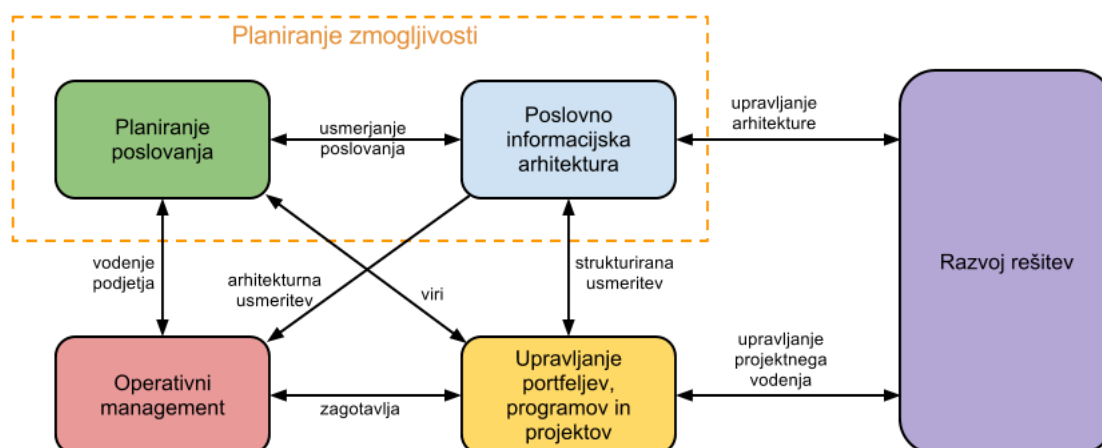 Planiranje zmogljivosti
Planiranje
poslovanja
usmerjanje
poslovanja
Poslovno
informacijska
arhitektura
upravljanje
arhitekture
Razvoj rešitev
vodenje
podjetja
arhitekturna
usmeritev
viri
strukturirana
usmeritev
Operativni
management
zagotavlja
Upravljanje
portfeljev,
programov in
projektov
upravljanje
projektnega
vodenja